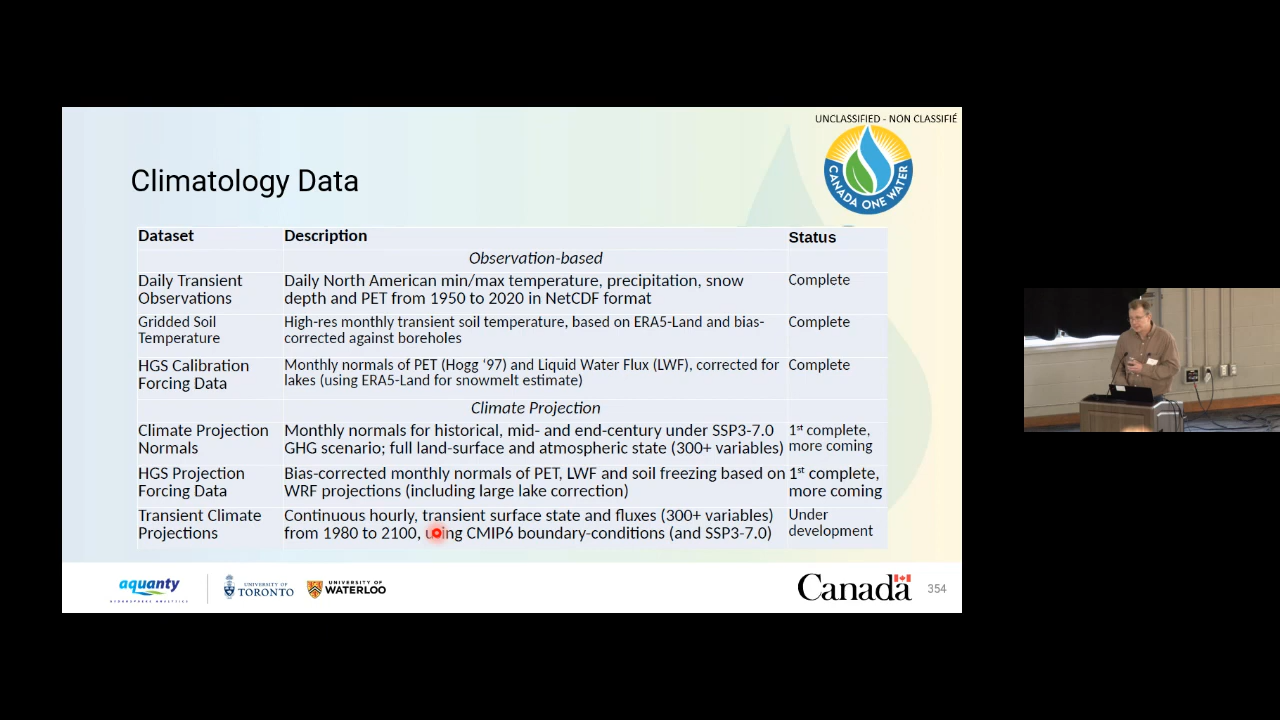 UNCLASSIFIED - NON CLASSIFIÉ
CANADA ONE WATER
Climatology Data
Dataset Description Status
Observation-based
Daily Transient Observations
Daily North American min/max temperature, precipitation, snow
depth and PET from 1950 to 2020 in NetCDF format
Complete
Gridded Soil
Temperature
High-res monthly transient soil temperature, based on ERA5-Land and bias-
corrected against boreholes
Complete
HGS Calibration
Forcing Data
Monthly normals of PET (Hogg ‘97) and Liquid Water Flux (LWF), corrected for
lakes (using ERA5-Land for snowmelt estimate)
Complete
Climate Projection
Climate Projection
Normals
Monthly normals for historical, mid- and end-century under SSP3-7.0
GHG scenario; full land-surface and atmospheric state (300+ variables)
1st complete,
more coming
HGS Projection
Forcing Data
Bias-corrected monthly normals of PET, LWF and soil freezing based on
WRF projections (including large lake correction)
1st complete,
more coming
Transient Climate
Projections
Continuous hourly, transient surface state and fluxes (300+ variables)
from 1980 to 2100, using CMIP6 boundary-conditions (and SSP3-7.0)
Under
development
aquanty
HYDROSPHERE ANALYTICS
UNIVERSITY OF
TORONTO
UNIVERSITY OF
WATERLOO
Canada
354